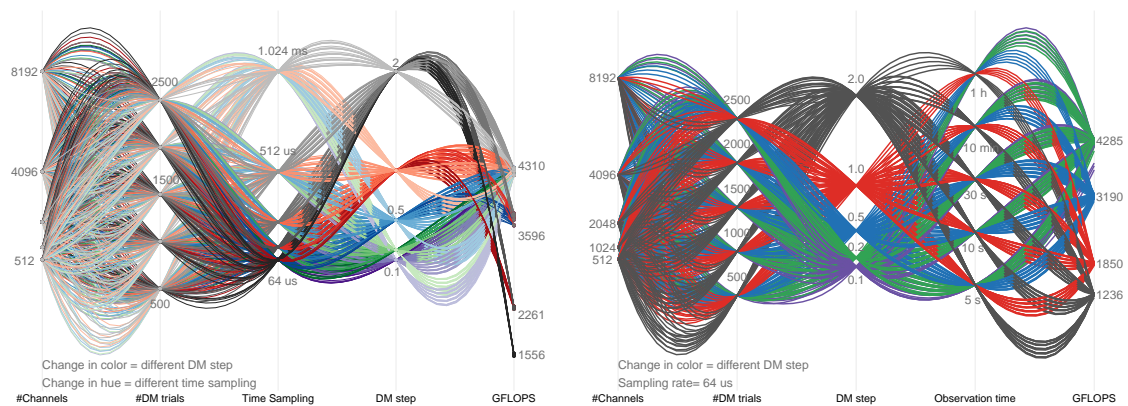 8192
4096
512
2500
1500
500
1.024 ms
512 us
64 us
2
0.5
0.1
4310
3596
2261
1556
Change in color = different DM step
Change in hue = different time sampling
#Channels
#DM trials
Time Sampling
DM step
GFLOPS
8192
4096
2048
1024
512
2500
2000
1500
1000
500
2.0
1.0
0.5
0.2
0.1
1 h
10 min
30 s
10 s
5 s
4285
3190
1850
1236
Change in color = different DM step
Sampling rate= 64 us
#Channels
#DM trials
DM step
Observation time
GFLOPS